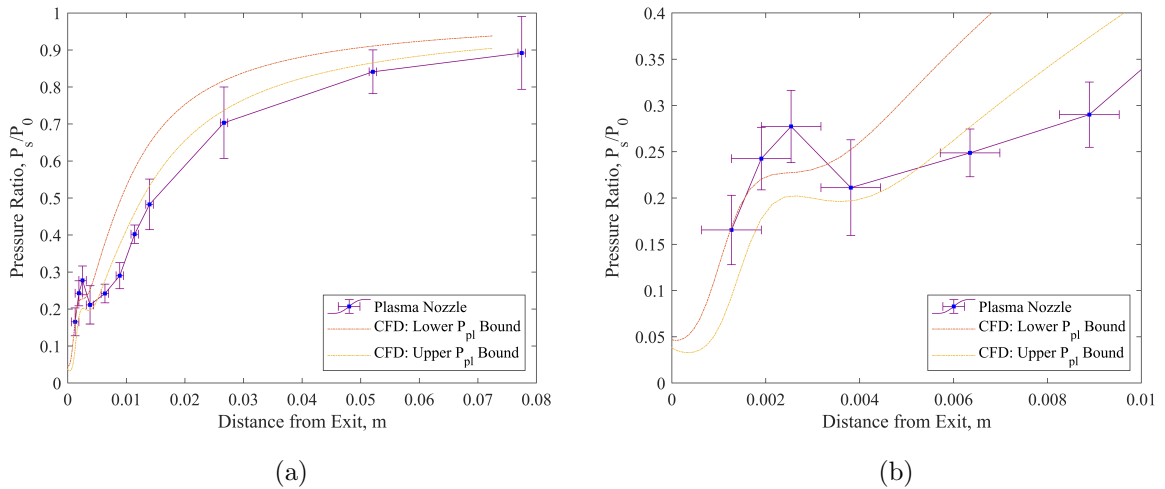 1
0.9
0.8
0.7
0.6
0.5
0.4
0.3
0.2
0.1
0
Pressure Ratio, P_s/P_0
0 0.01 0.02 0.03 0.04 0.05 0.06 0.07 0.08
Distance from Exit, m
Plasma Nozzle
CFD: Lower P_pl Bound
CFD: Upper P_pl Bound
(a)
0.4
0.35
0.3
0.25
0.2
0.15
0.1
0.05
0
Pressure Ratio, P_s/P_0
0 0.002 0.004 0.006 0.008 0.01
Distance from Exit, m
Plasma Nozzle
CFD: Lower P_pl Bound
CFD: Upper P_pl Bound
(b)